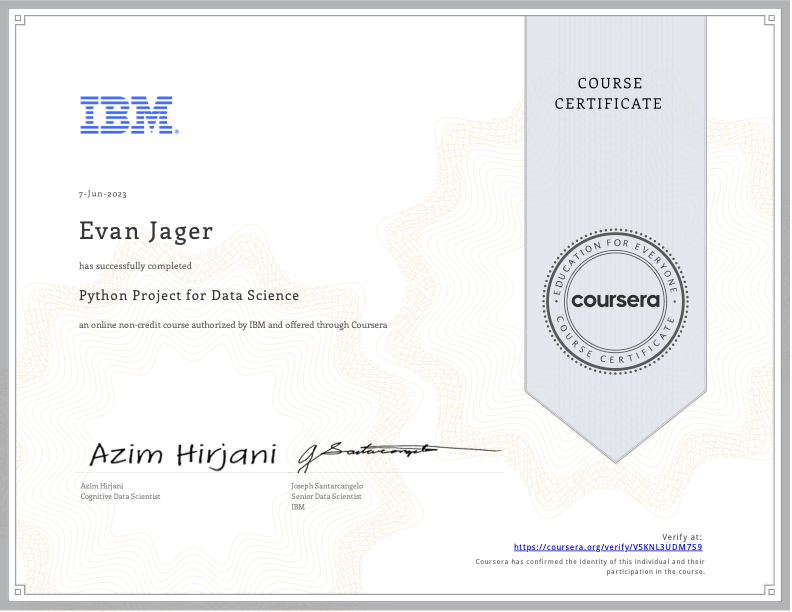 COURSE
CERTIFICATE
IBM®
7-Jun-2023
Evan Jager
has successfully completed
Python Project for Data Science
an online non-credit course authorized by IBM and offered through Coursera
• EDUCATION FOR EVERYONE •
coursera
COURSE CERTIFICATE
Azim Hirjani
J Santarcangelo
Azim Hirjani
Cognitive Data Scientist
Joseph Santarcangelo
Senior Data Scientist
IBM
Verify at:
https://coursera.org/verify/V5KNL3UDM7S9
Coursera has confirmed the identity of this individual and their
participation in the course.